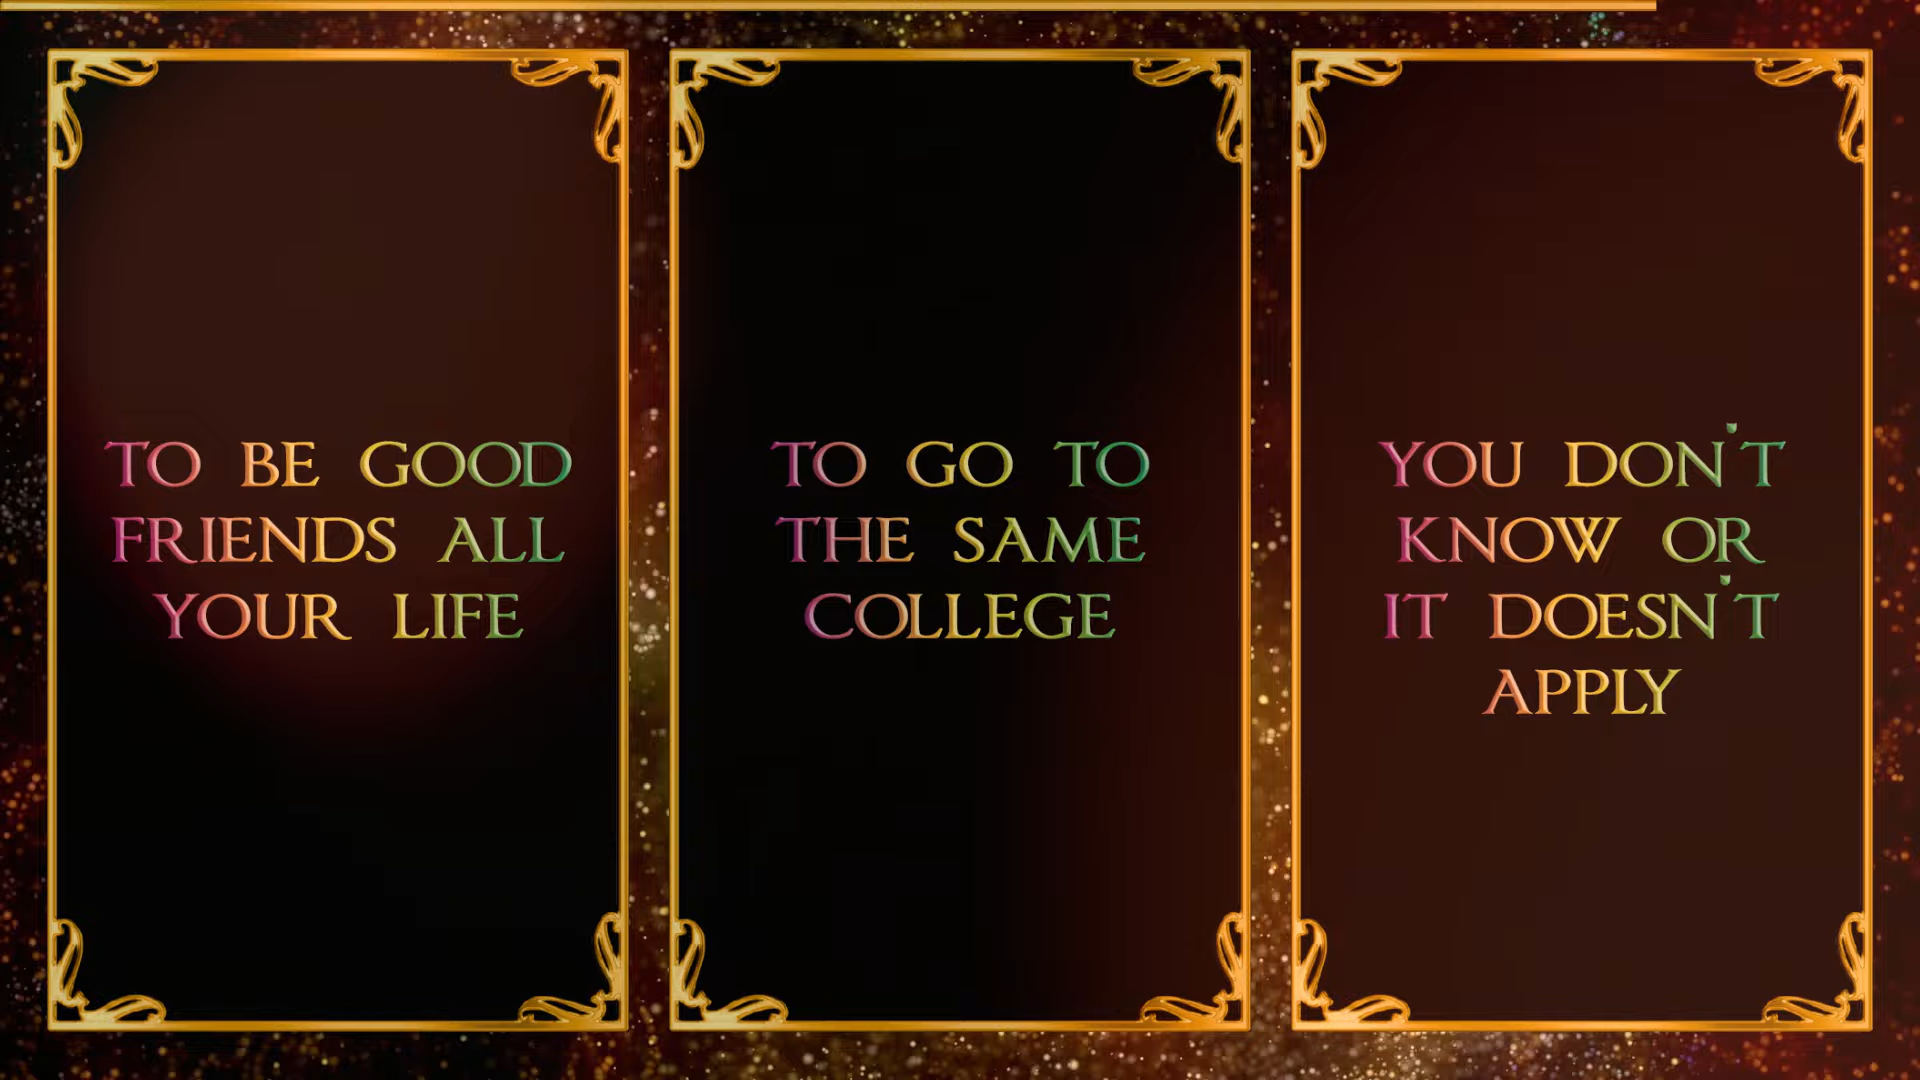 TO BE GOOD
FRIENDS ALL
YOUR LIFE
TO GO TO
THE SAME
COLLEGE
YOU DON'T
KNOW OR
IT DOESN'T
APPLY